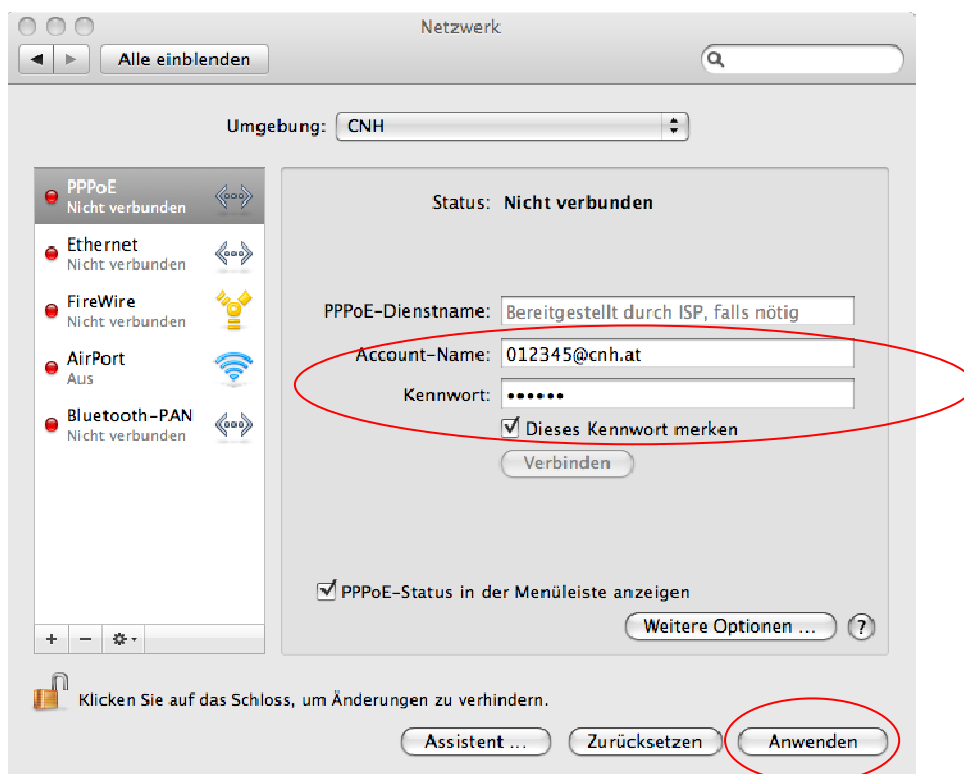 Netzwerk
Alle einblenden
Umgebung: CNH
PPPoE
Nicht verbunden
Ethernet
Nicht verbunden
FireWire
Nicht verbunden
AirPort
Aus
Bluetooth-PAN
Nicht verbunden
Status: Nicht verbunden
PPPoE-Dienstname: Bereitgestellt durch ISP, falls nötig
Account-Name: 012345@cnh.at
Kennwort: ••••••
Dieses Kennwort merken
Verbinden
PPPoE-Status in der Menüleiste anzeigen
Weitere Optionen ... ?
+ −
Klicken Sie auf das Schloss, um Änderungen zu verhindern.
Assistent ... Zurücksetzen Anwenden